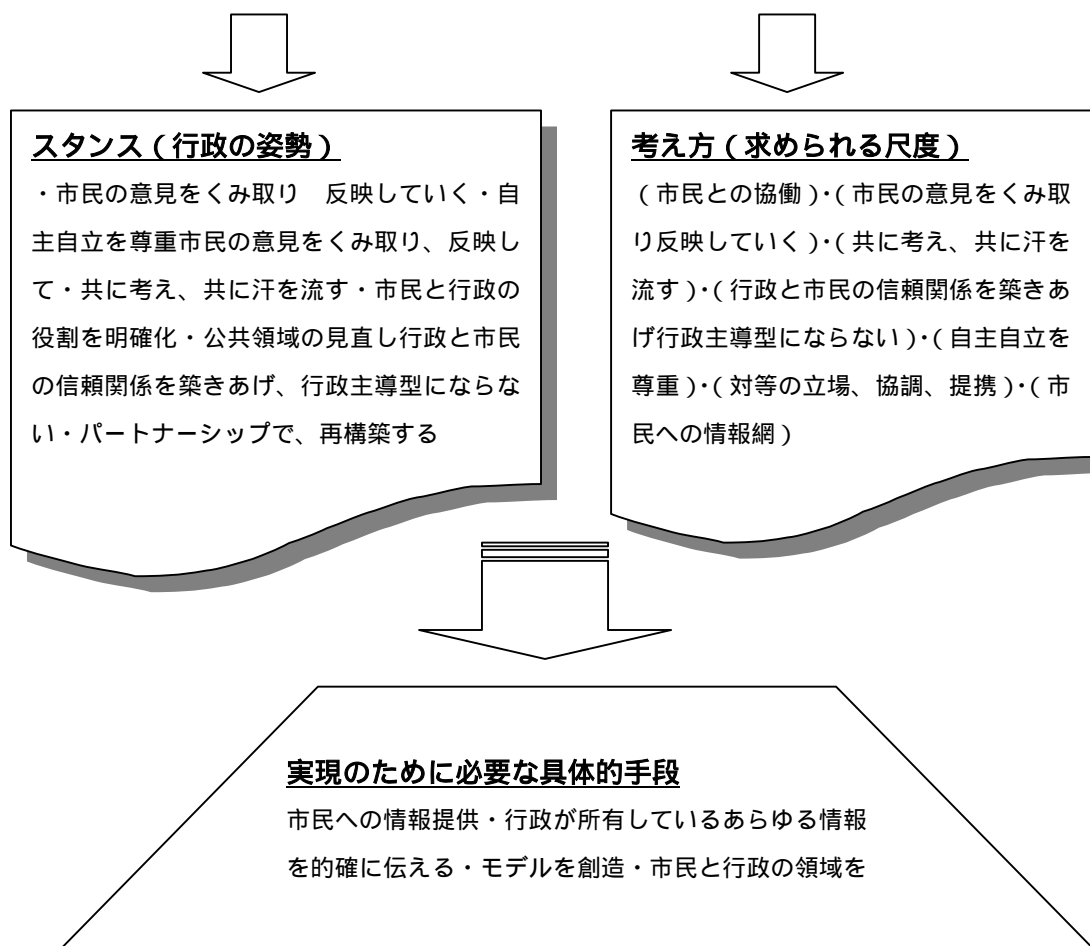 スタンス（行政の姿勢）
・市民の意見をくみ取り　反映していく・自
主自立を尊重市民の意見をくみ取り、反映し
て・共に考え、共に汗を流す・市民と行政の
役割を明確化・公共領域の見直し行政と市民
の信頼関係を築きあげ、行政主導型にならな
い・パートナーシップで、再構築する
考え方（求められる尺度）
（市民との協働）・（市民の意見をくみ取
り反映していく）・（共に考え、共に汗を
流す）・（行政と市民の信頼関係を築きあ
げ行政主導型にならない）・（自主自立を
尊重）・（対等の立場、協調、提携）・（市
民への情報網）
実現のために必要な具体的手段
市民への情報提供・行政が所有しているあらゆる情報
を的確に伝える・モデルを創造・市民と行政の領域を